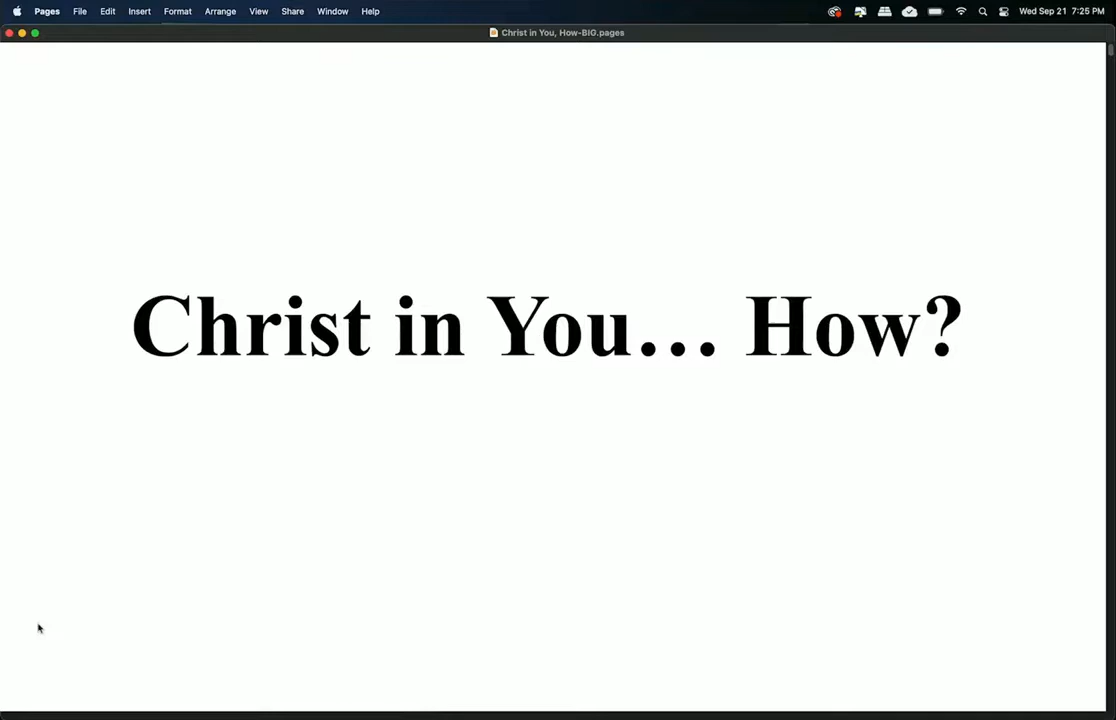 Pages File Edit Insert Format Arrange View Share Window Help Wed Sep 21 7:25 PM
Christ in You, How-BIG.pages
Christ in You… How?